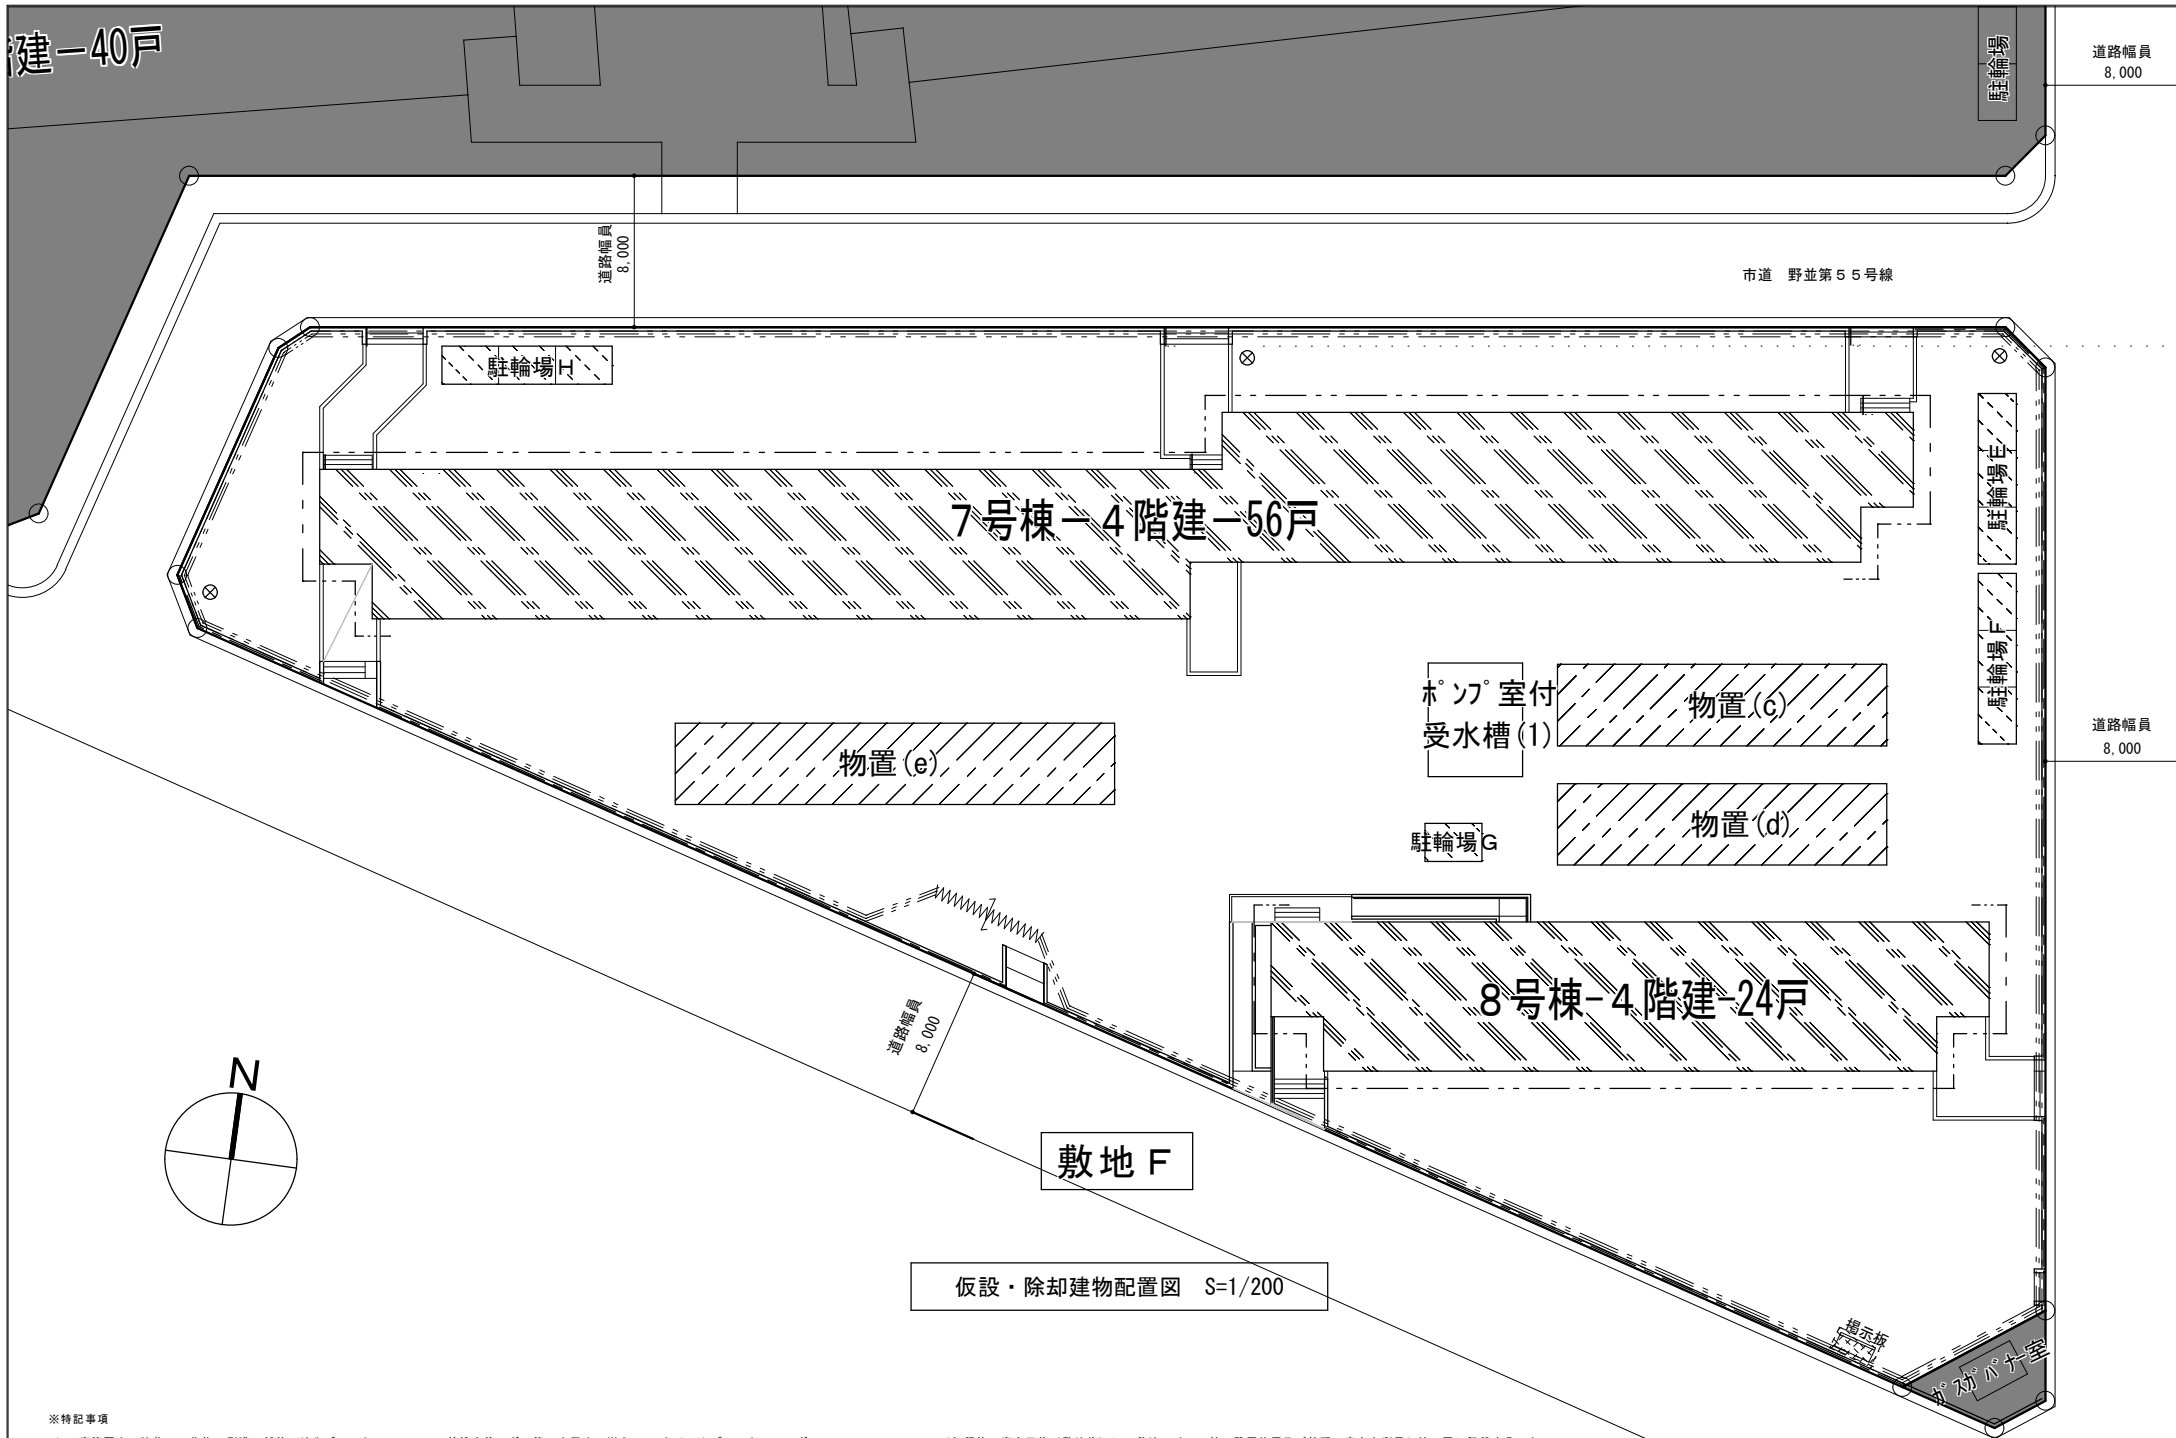 階建－40戸
駐輪場
道路幅員
8,000
道路幅員
8,000
市道　野並第５５号線
駐輪場H
駐輪場E
7号棟－4階建－56戸
駐輪場F
ﾎﾟﾝﾌﾟ室付
受水槽(1)
物置(c)
物置(e)
道路幅員
8,000
物置(d)
駐輪場G
8号棟-4階建-24戸
道路幅員
8,000
N
敷地F
仮設・除却建物配置図　S=1/200
掲示板
ｶﾞｽｶﾞﾊﾞﾅｰ室
※特記事項